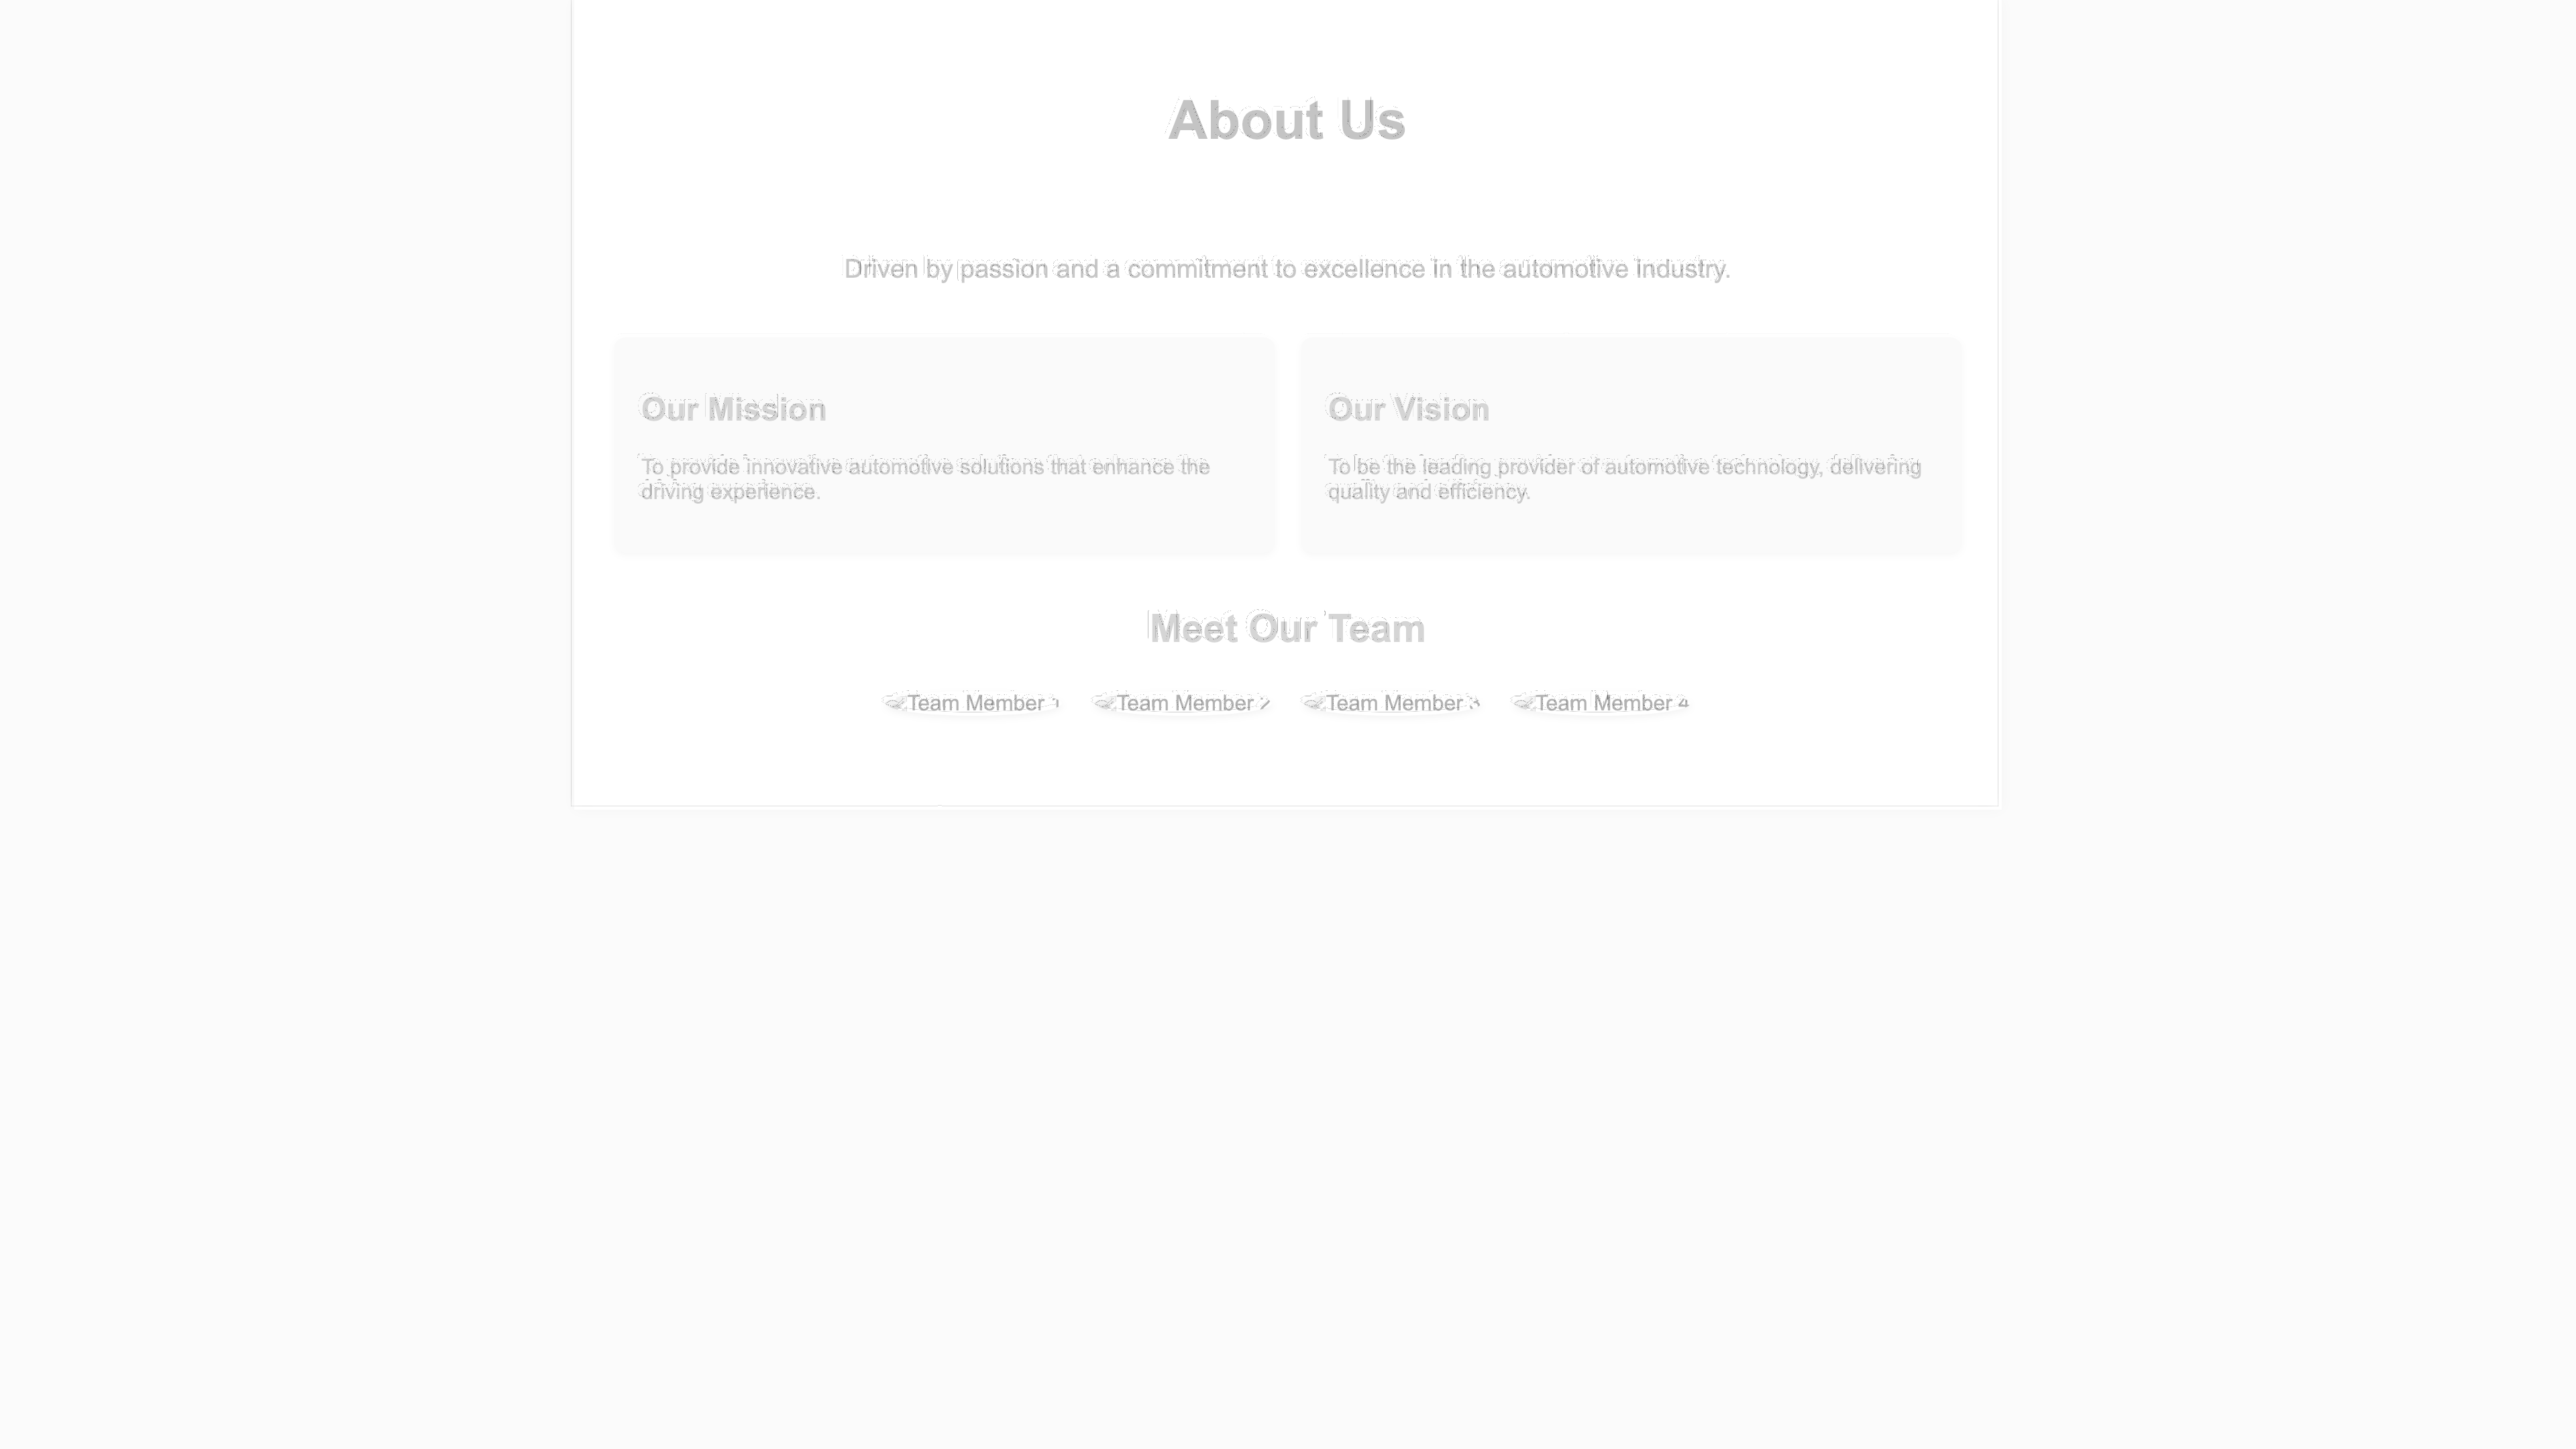 About Us
Driven by passion and a commitment to excellence in the automotive industry.
Our Mission
To provide innovative automotive solutions that enhance the
driving experience.
Our Vision
To be the leading provider of automotive technology, delivering
quality and efficiency.
Meet Our Team
Team Member 1 Team Member 2 Team Member 3 Team Member 4